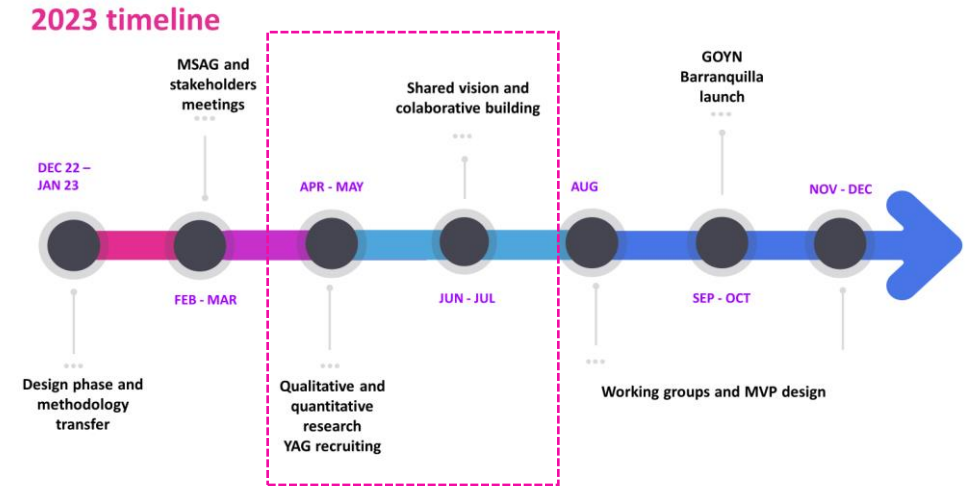 2023 timeline
MSAG and
stakeholders
meetings
Shared vision and
colaborative building
GOYN
Barranquilla
launch
DEC 22 –
JAN 23
APR - MAY
AUG
NOV - DEC
FEB - MAR
JUN - JUL
SEP - OCT
Design phase and
methodology
transfer
Qualitative and
quantitative
research
YAG recruiting
Working groups and MVP design